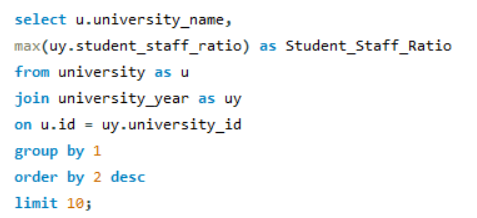 select u.university_name,
max(uy.student_staff_ratio) as Student_Staff_Ratio
from university as u
join university_year as uy
on u.id = uy.university_id
group by 1
order by 2 desc
limit 10;